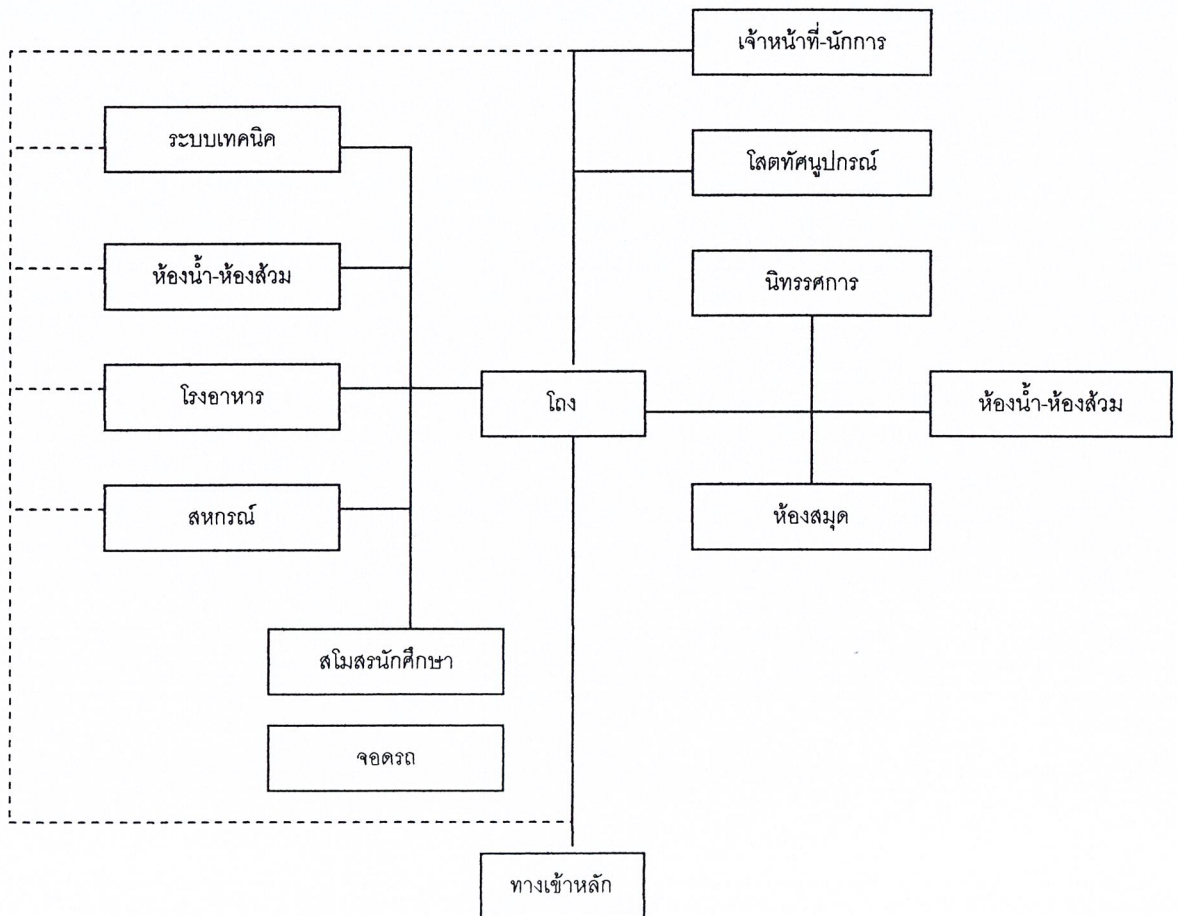 เจ้าหน้าที่-นักการ
ระบบเทคนิค
โสตทัศนูปกรณ์
ห้องน้ำ-ห้องส้วม
นิทรรศการ
โรงอาหาร
โถง
ห้องน้ำ-ห้องส้วม
สหกรณ์
ห้องสมุด
สโมสรนักศึกษา
จอดรถ
ทางเข้าหลัก